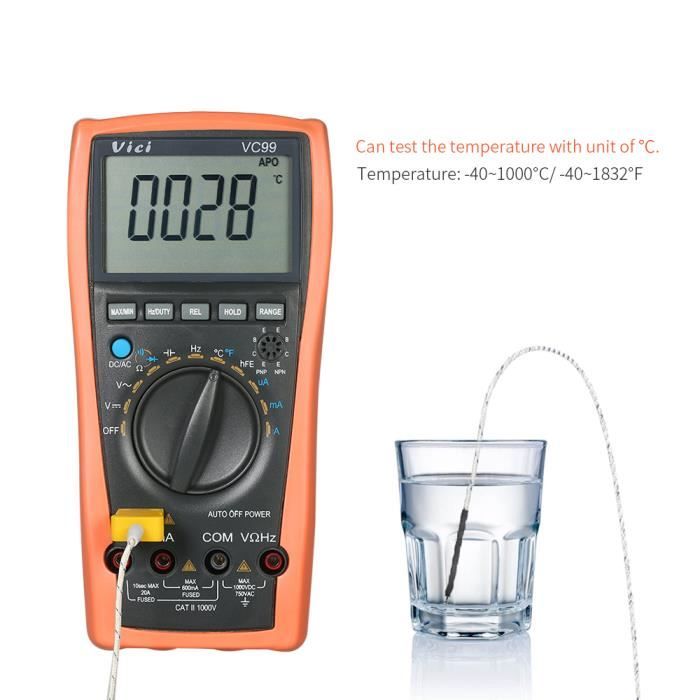 Vici VC99
APO
0028 °C
Can test the temperature with unit of °C.
Temperature: -40~1000°C/ -40~1832°F
MAX/MIN Hz/DUTY REL HOLD RANGE
DC/AC
Hz
°C °F
hFE
Ω
V~
V
OFF
uA
mA
A
E E
B B
C C
E E
PNP NPN
AUTO OFF POWER
COM VΩHz
10sec MAX
20A
FUSED
MAX
600mA
FUSED
MAX
1000VDC
750VAC
CAT II 1000V